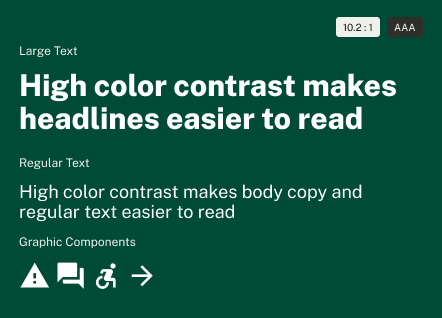 10.2 : 1 AAA
Large Text
High color contrast makes
headlines easier to read
Regular Text
High color contrast makes body copy and
regular text easier to read
Graphic Components